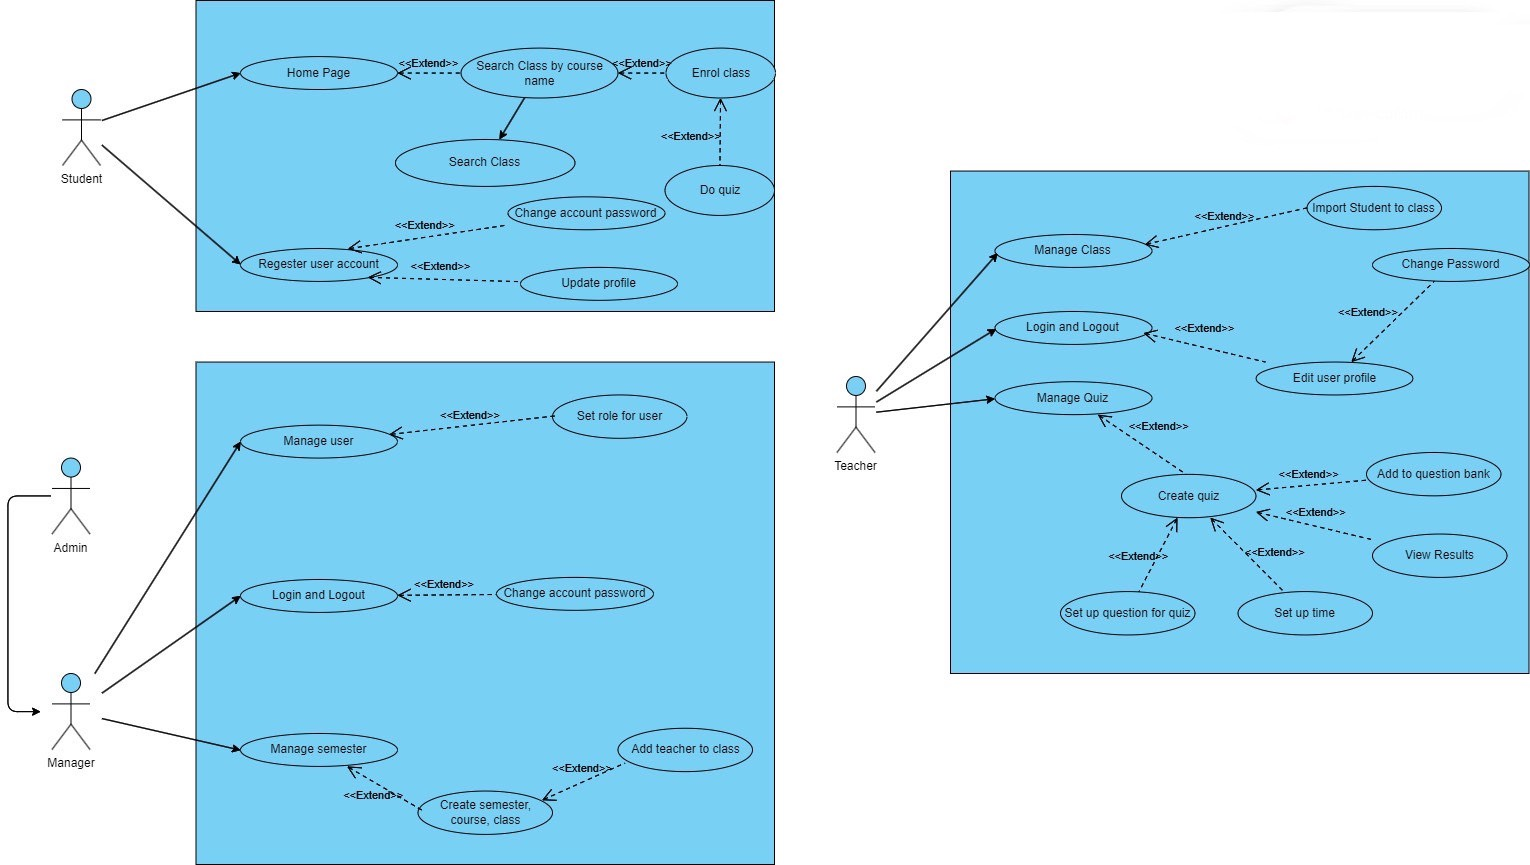 <<Extend>>
<<Extend>>
Home Page
Search Class by course
name
Enrol class
<<Extend>>
Search Class
Do quiz
Student
Change account password
<<Extend>>
Regester user account
<<Extend>>
Update profile
Set role for user
<<Extend>>
Manage user
Admin
<<Extend>>
Login and Logout
Change account password
Manager
Manage semester
Add teacher to class
<<Extend>>
<<Extend>>
Create semester,
course, class
Import Student to class
<<Extend>>
Manage Class
Change Password
<<Extend>>
Login and Logout
<<Extend>>
Edit user profile
Manage Quiz
<<Extend>>
Teacher
<<Extend>>
Add to question bank
Create quiz
<<Extend>>
<<Extend>>
<<Extend>>
View Results
Set up question for quiz
Set up time